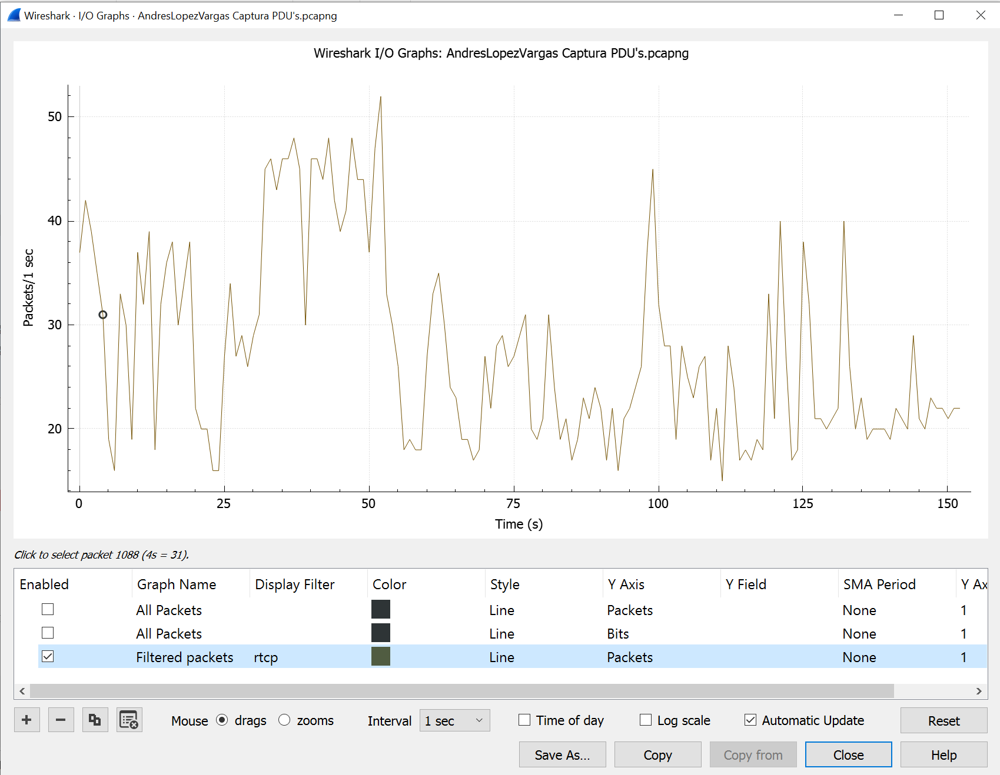 Wireshark · I/O Graphs · AndresLopezVargas Captura PDU's.pcapng
Wireshark I/O Graphs: AndresLopezVargas Captura PDU's.pcapng
50
40
30
20
Packets/1 sec
0 25 50 75 100 125 150
Time (s)
Click to select packet 1088 (4s = 31).
Enabled Graph Name Display Filter Color Style Y Axis Y Field SMA Period Y Ax
All Packets Line Packets None 1
All Packets Line Bits None 1
Filtered packets rtcp Line Packets None 1
Mouse drags zooms Interval 1 sec Time of day Log scale Automatic Update Reset
Save As... Copy Copy from Close Help